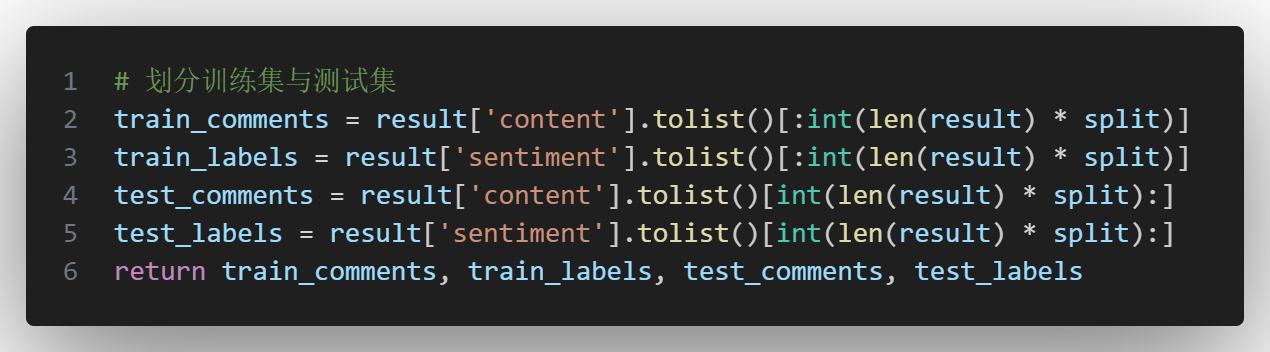 1 # 划分训练集与测试集
2 train_comments = result['content'].tolist()[:int(len(result) * split)]
3 train_labels = result['sentiment'].tolist()[:int(len(result) * split)]
4 test_comments = result['content'].tolist()[int(len(result) * split):]
5 test_labels = result['sentiment'].tolist()[int(len(result) * split):]
6 return train_comments, train_labels, test_comments, test_labels